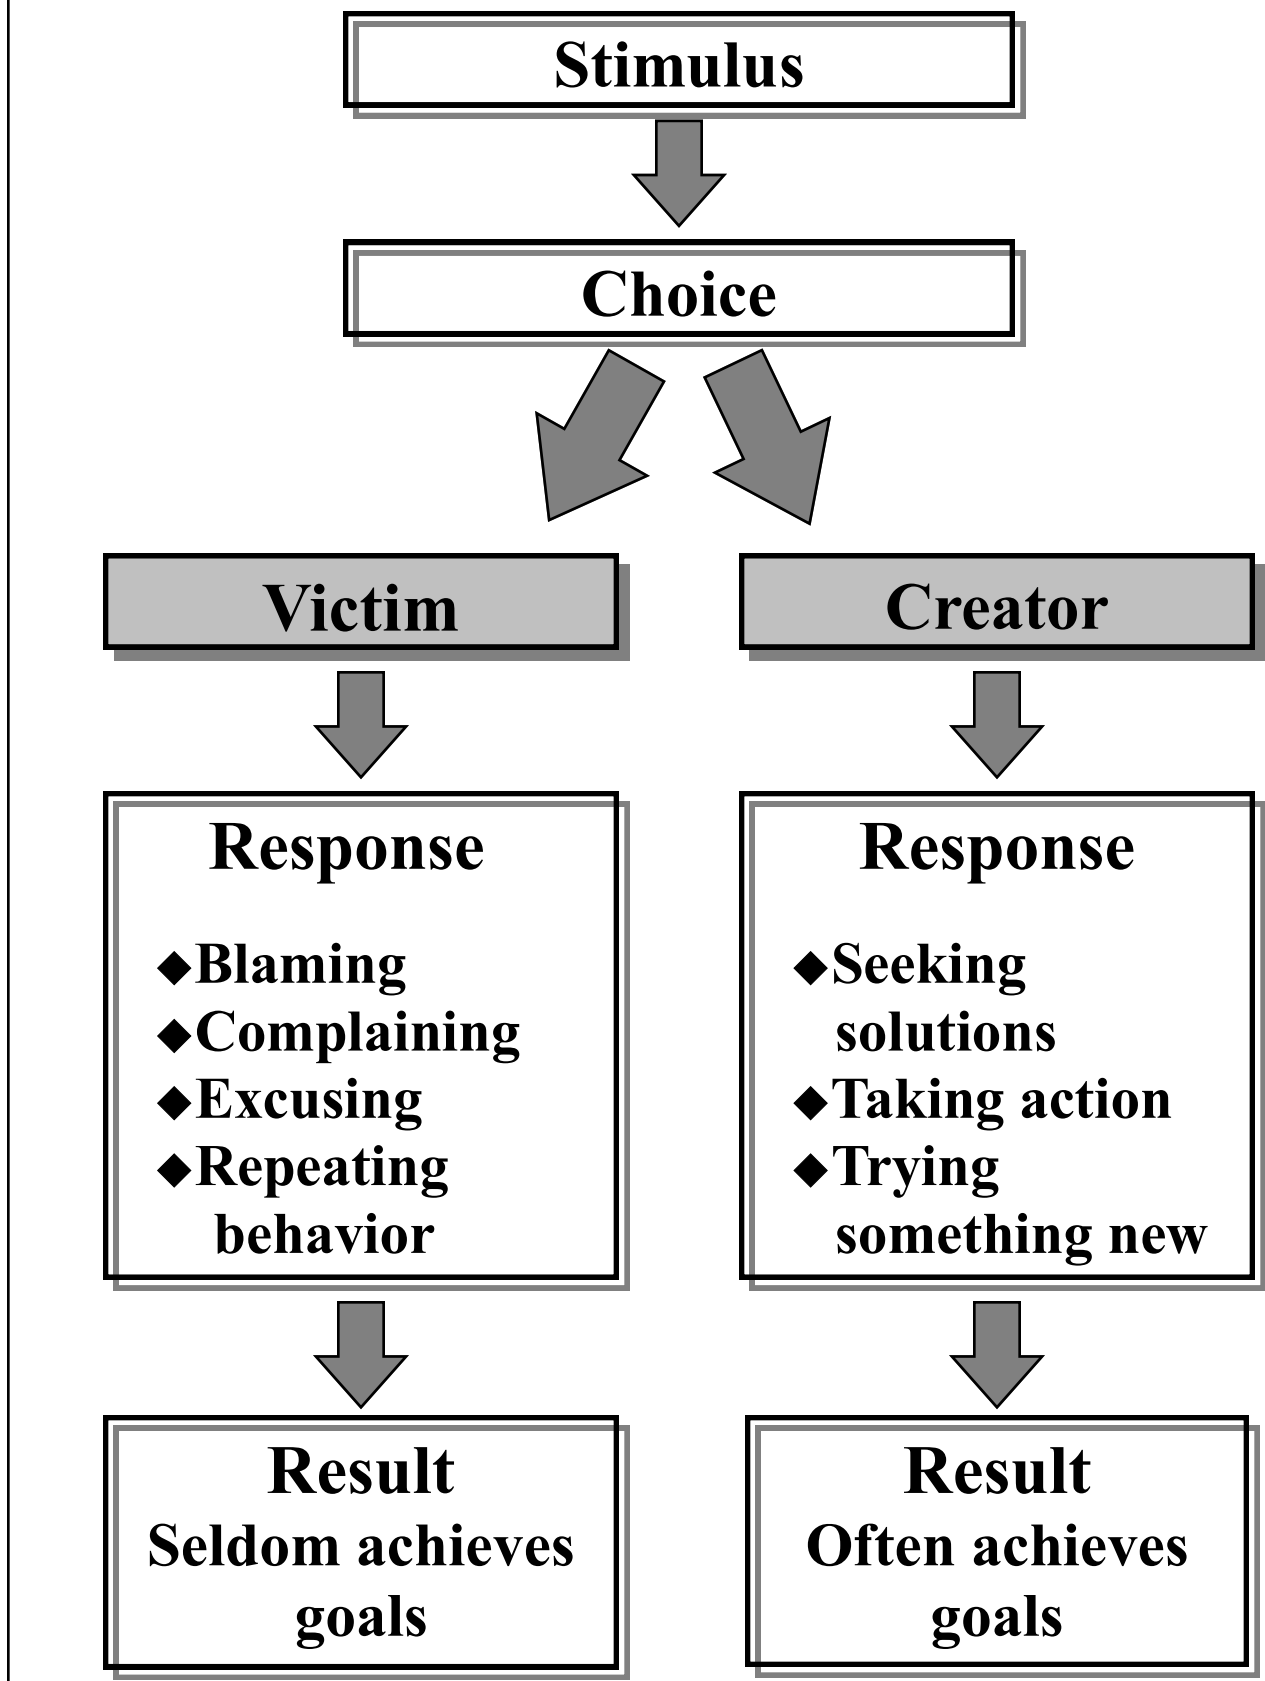 Stimulus
Choice
Victim
Creator
Response
◆Blaming
◆Complaining
◆Excusing
◆Repeating
behavior
Response
◆Seeking
solutions
◆Taking action
◆Trying
something new
Result
Seldom achieves
goals
Result
Often achieves
goals